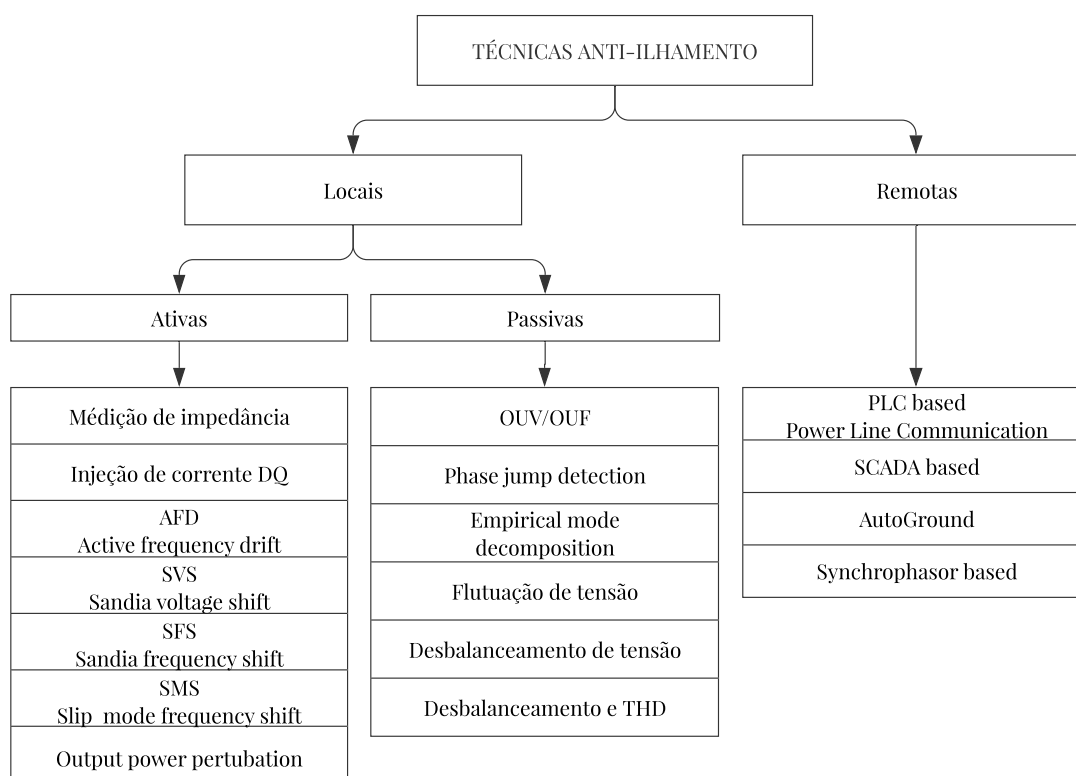 TÉCNICAS ANTI-ILHAMENTO
Locais
Remotas
Ativas
Passivas
Médição de impedância
Injeção de corrente DQ
AFD
Active frequency drift
SVS
Sandia voltage shift
SFS
Sandia frequency shift
SMS
Slip mode frequency shift
Output power pertubation
OUV/OUF
Phase jump detection
Empirical mode
decomposition
Flutuação de tensão
Desbalanceamento de tensão
Desbalanceamento e THD
PLC based
Power Line Communication
SCADA based
AutoGround
Synchrophasor based